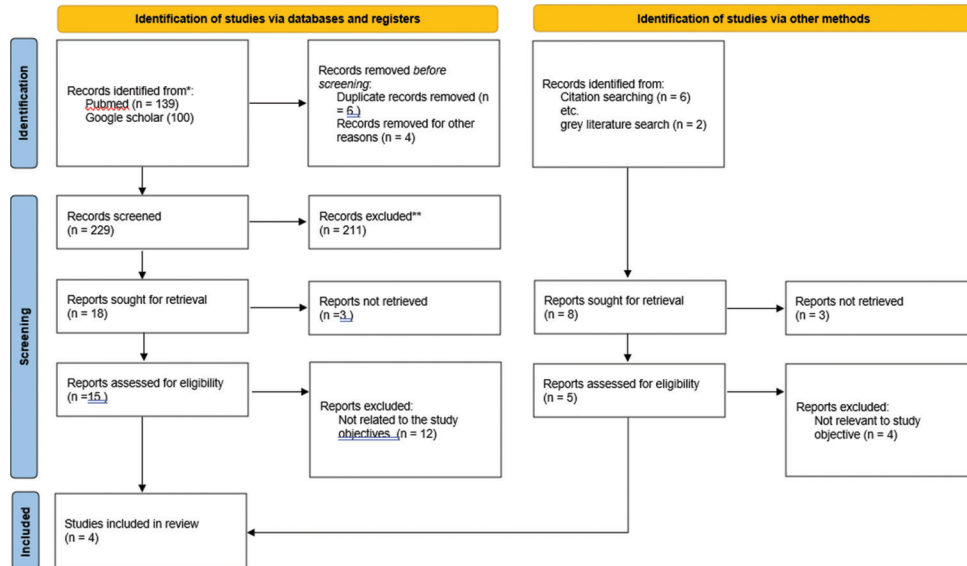 Identification of studies via databases and registers
Identification of studies via other methods
Identification
Records identified from*:
Pubmed (n = 139)
Google scholar (100)
Records removed before
screening:
Duplicate records removed (n
= 6 )
Records removed for other
reasons (n = 4)
Records identified from:
Citation searching (n = 6)
etc.
grey literature search (n = 2)
Screening
Records screened
(n = 229)
Records excluded**
(n = 211)
Reports sought for retrieval
(n = 18)
Reports not retrieved
(n =3 )
Reports sought for retrieval
(n = 8)
Reports not retrieved
(n = 3)
Reports assessed for eligibility
(n =15 )
Reports excluded:
Not related to the study
objectives (n = 12)
Reports assessed for eligibility
(n = 5)
Reports excluded:
Not relevant to study
objective (n = 4)
Included
Studies included in review
(n = 4)